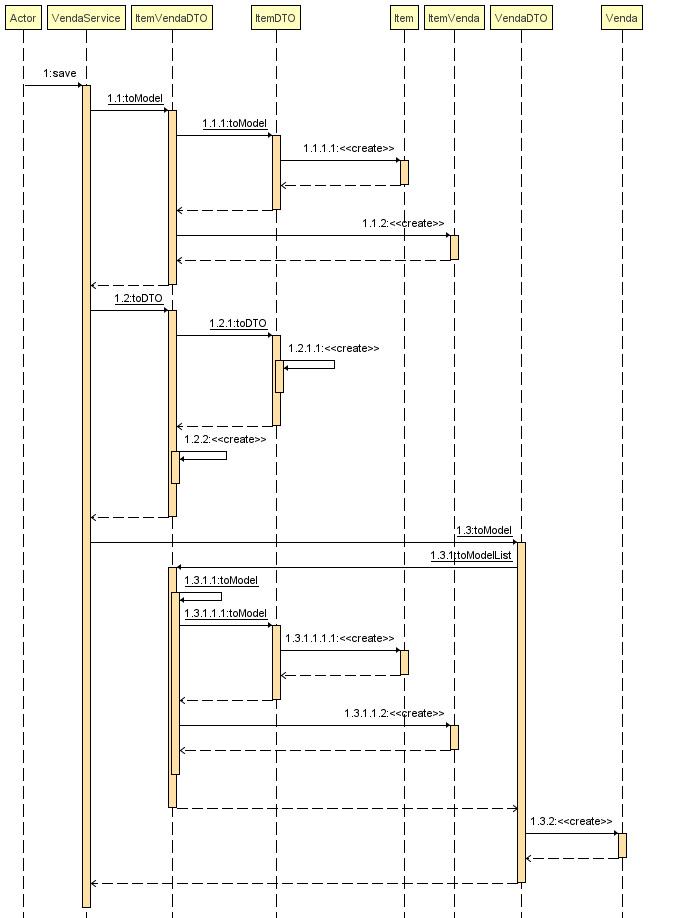 Actor
VendaService
ItemVendaDTO
ItemDTO
Item
ItemVenda
VendaDTO
Venda
1:save
1.1:toModel
1.1.1:toModel
1.1.1.1:<<create>>
1.1.2:<<create>>
1.2:toDTO
1.2.1:toDTO
1.2.1.1:<<create>>
1.2.2:<<create>>
1.3:toModel
1.3.1:toModelList
1.3.1.1:toModel
1.3.1.1.1:toModel
1.3.1.1.1.1:<<create>>
1.3.1.1.2:<<create>>
1.3.2:<<create>>